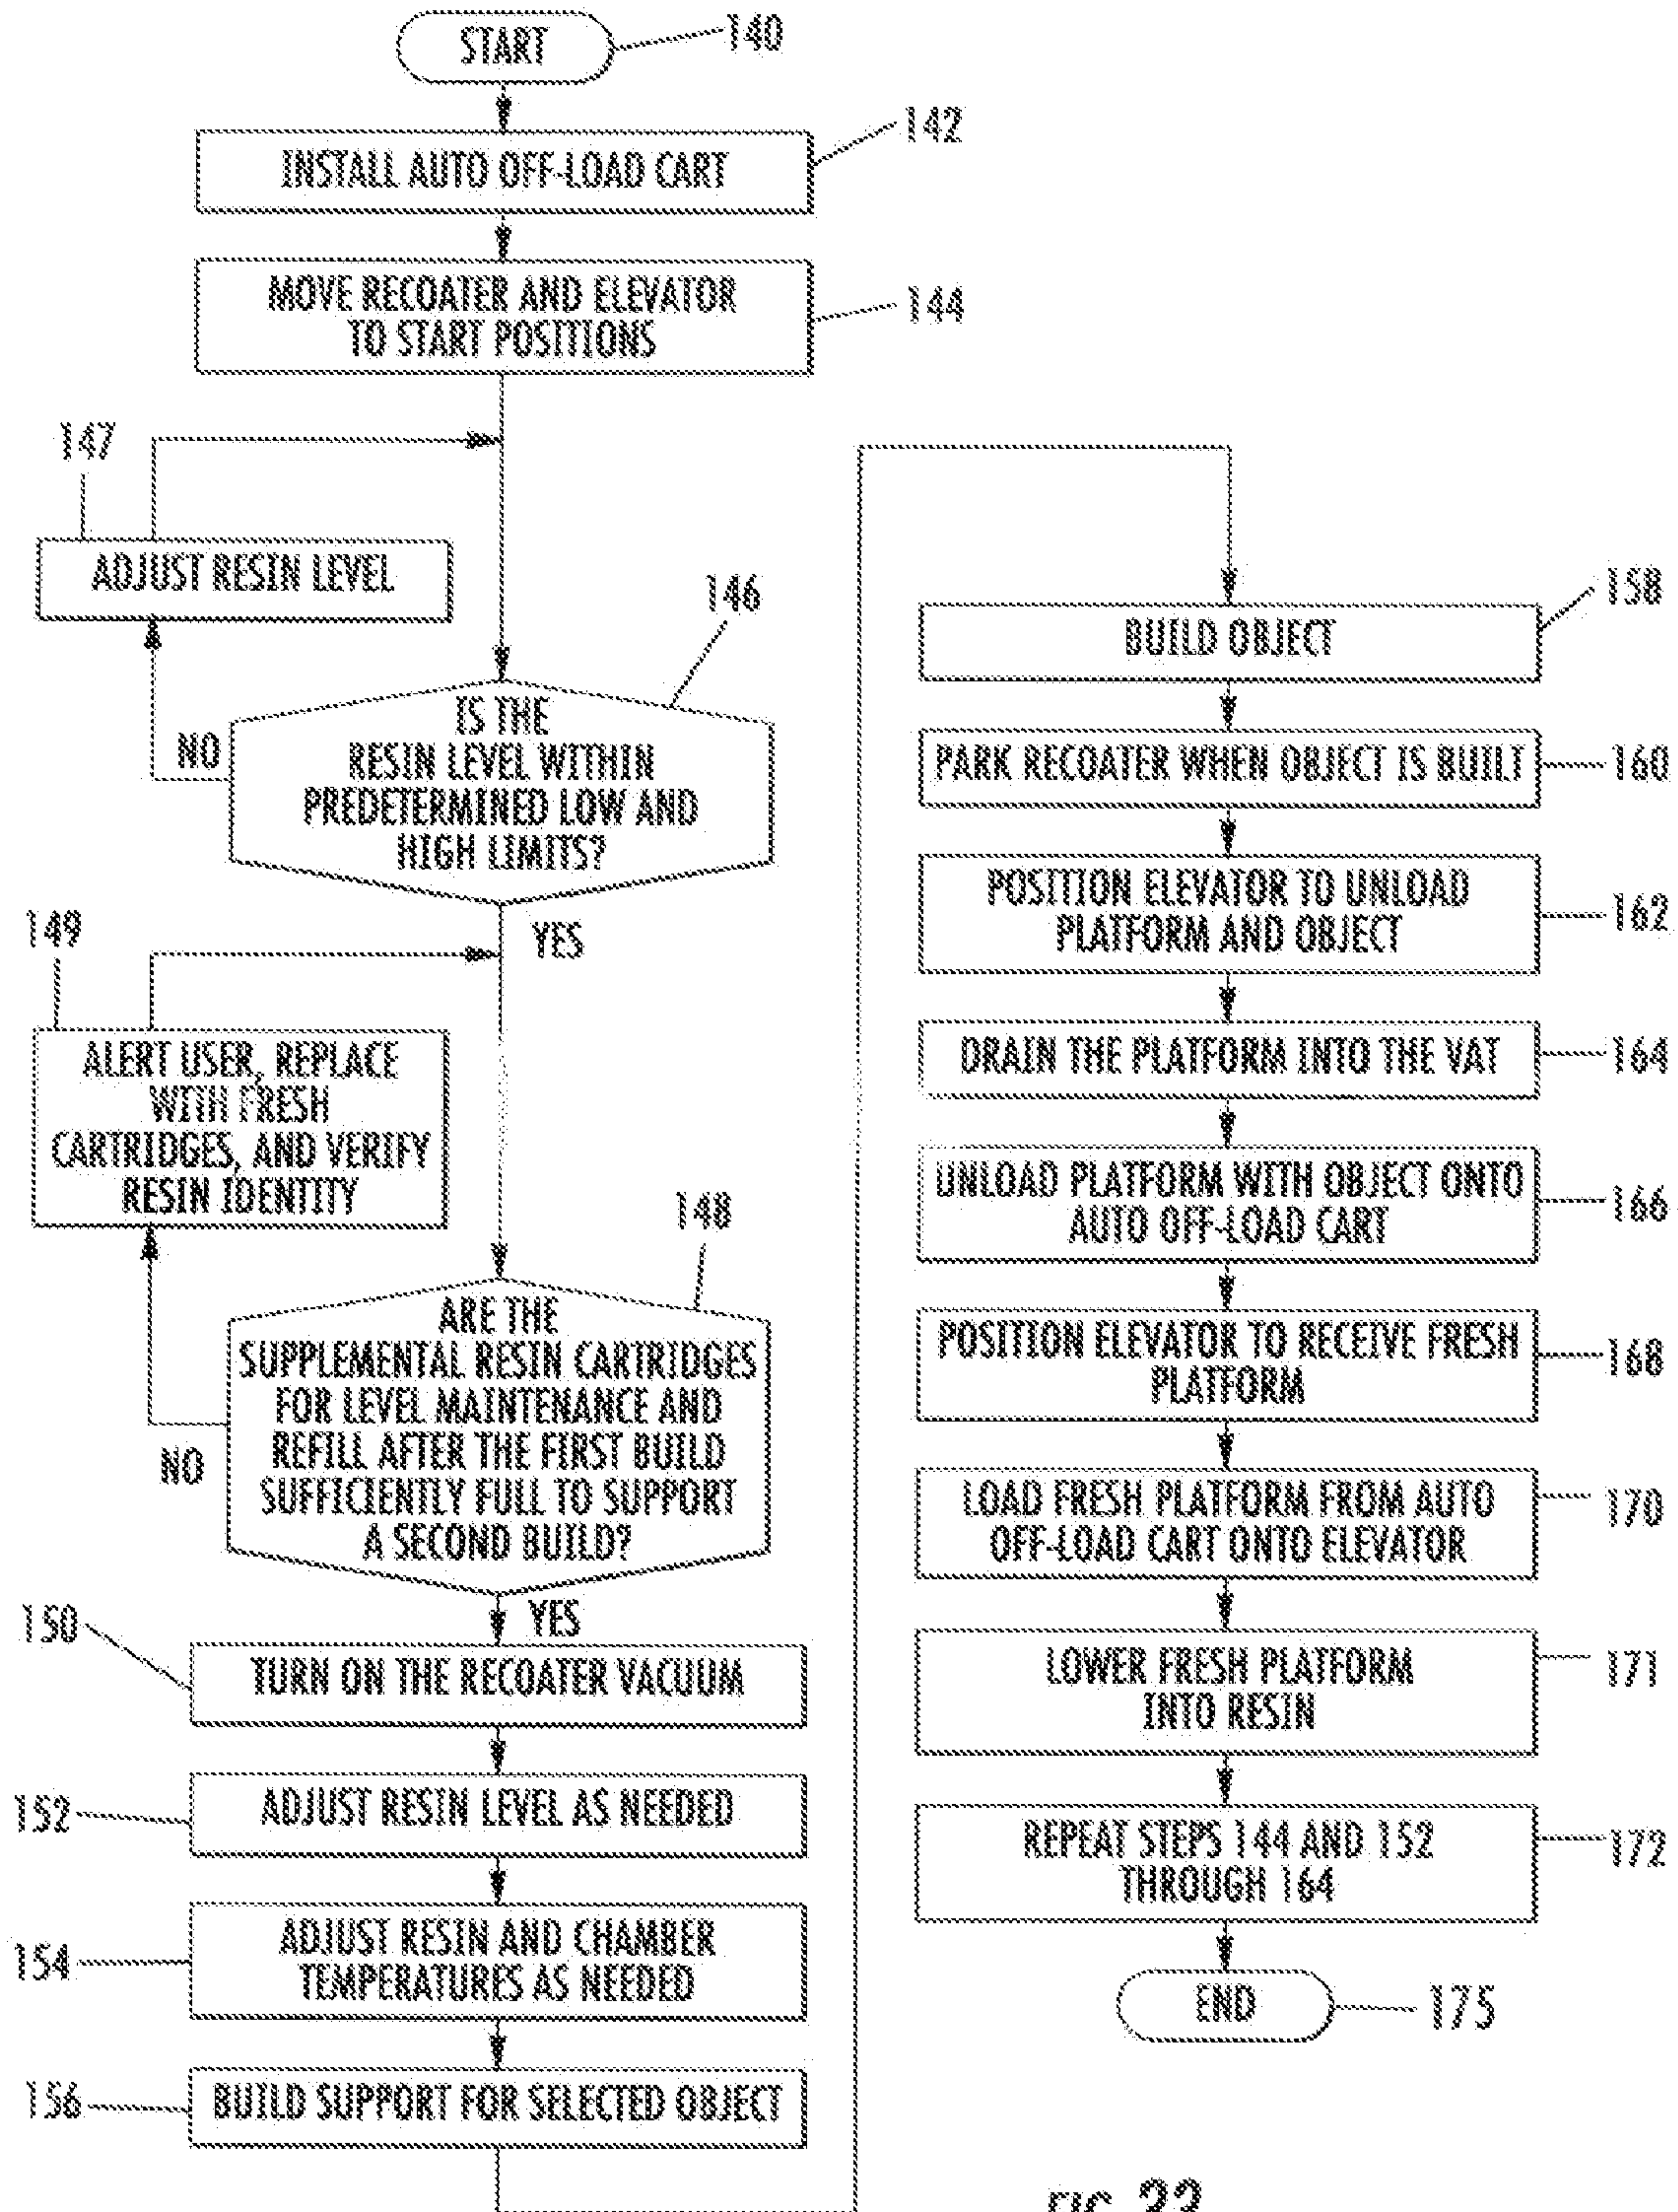 START
140
INSTALL AUTO OFF-LOAD CART
142
MOVE RECOATER AND ELEVATOR
TO START POSITIONS
144
147
ADJUST RESIN LEVEL
146
IS THE
RESIN LEVEL WITHIN
PREDETERMINED LOW AND
HIGH LIMITS?
NO
YES
149
ALERT USER, REPLACE
WITH FRESH
CARTRIDGES, AND VERIFY
RESIN IDENTITY
148
ARE THE
SUPPLEMENTAL RESIN CARTRIDGES
FOR LEVEL MAINTENANCE AND
REFILL AFTER THE FIRST BUILD
SUFFICIENTLY FULL TO SUPPORT
A SECOND BUILD?
NO
YES
150
TURN ON THE RECOATER VACUUM
152
ADJUST RESIN LEVEL AS NEEDED
154
ADJUST RESIN AND CHAMBER
TEMPERATURES AS NEEDED
156
BUILD SUPPORT FOR SELECTED OBJECT
BUILD OBJECT
158
PARK RECOATER WHEN OBJECT IS BUILT
160
POSITION ELEVATOR TO UNLOAD
PLATFORM AND OBJECT
162
DRAIN THE PLATFORM INTO THE VAT
164
UNLOAD PLATFORM WITH OBJECT ONTO
AUTO OFF-LOAD CART
166
POSITION ELEVATOR TO RECEIVE FRESH
PLATFORM
168
LOAD FRESH PLATFORM FROM AUTO
OFF-LOAD CART ONTO ELEVATOR
170
LOWER FRESH PLATFORM
INTO RESIN
171
REPEAT STEPS 144 AND 152
THROUGH 164
172
END
175
FIG.